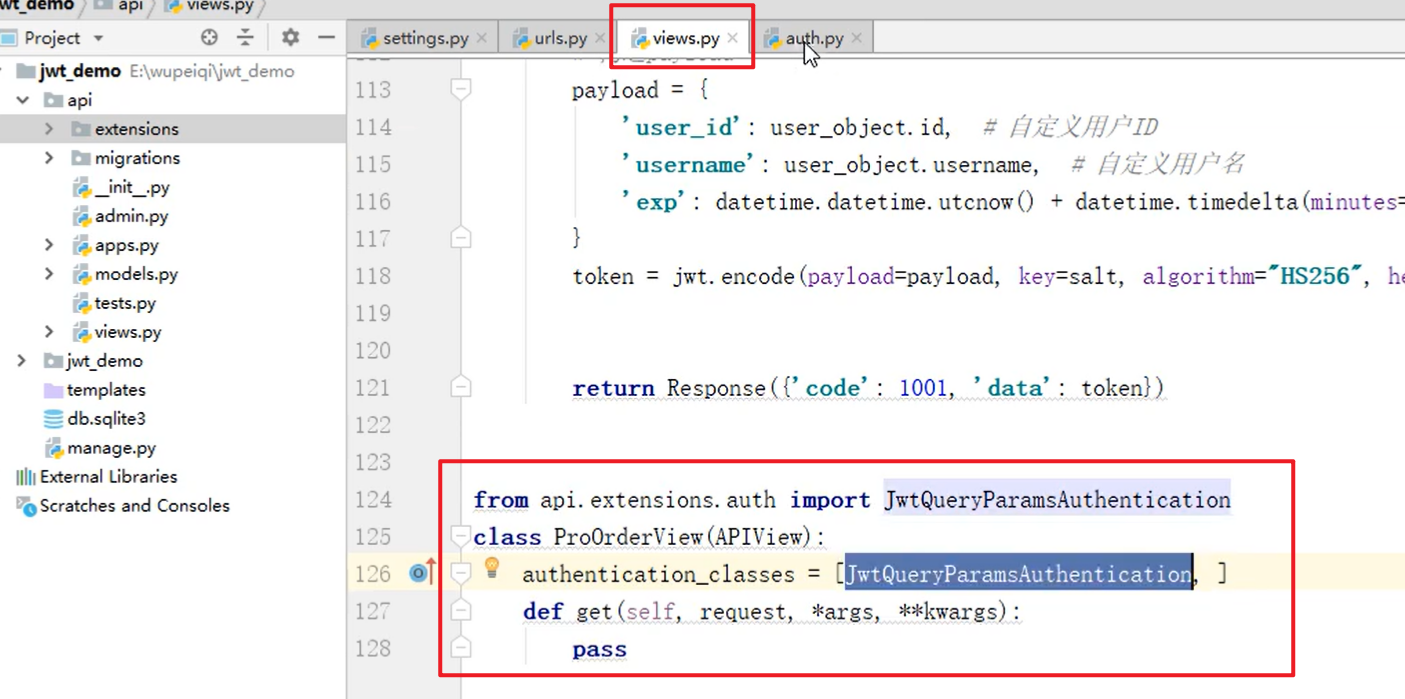 wt_demo api views.py
Project
settings.py urls.py views.py auth.py
jwt_demo E:\wupeiqi\jwt_demo
api
extensions
migrations
__init__.py
admin.py
apps.py
models.py
tests.py
views.py
jwt_demo
templates
db.sqlite3
manage.py
External Libraries
Scratches and Consoles
113 payload = {
114 'user_id': user_object.id, # 自定义用户ID
115 'username': user_object.username, # 自定义用户名
116 'exp': datetime.datetime.utcnow() + datetime.timedelta(minutes=
117 }
118 token = jwt.encode(payload=payload, key=salt, algorithm="HS256", he
119
120
121 return Response({'code': 1001, 'data': token})
122
123
124 from api.extensions.auth import JwtQueryParamsAuthentication
125 class ProOrderView(APIView):
126 authentication_classes = [JwtQueryParamsAuthentication, ]
127 def get(self, request, *args, **kwargs):
128 pass